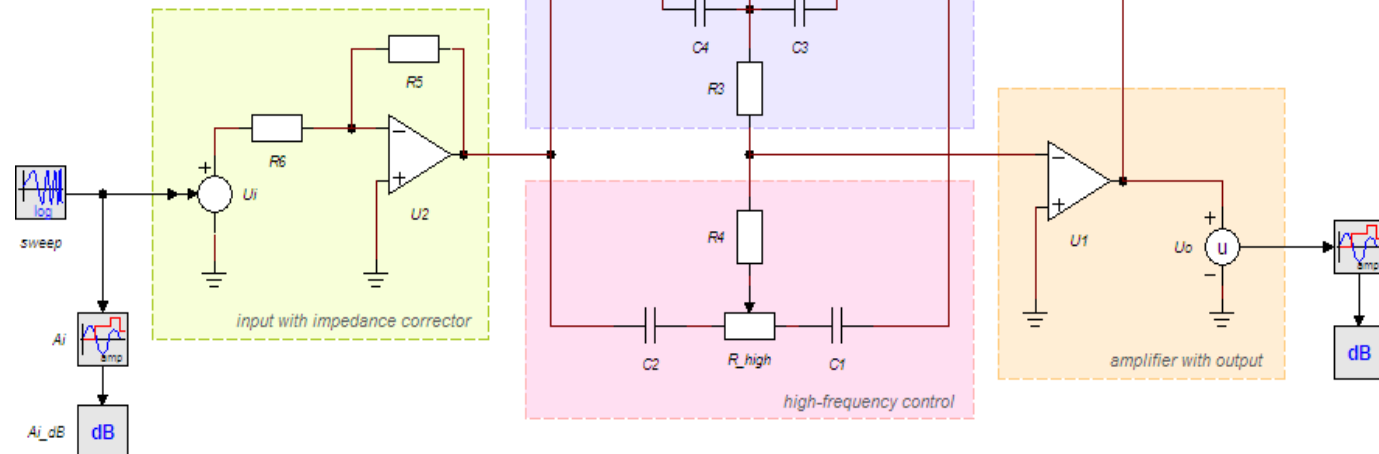 C4
C3
R5
R3
R6
Ui
U2
log
sweep
R4
U1
Uo
u
amp
input with impedance corrector
Ai
amp
C2
R_high
C1
amplifier with output
dB
high-frequency control
Ai_dB
dB